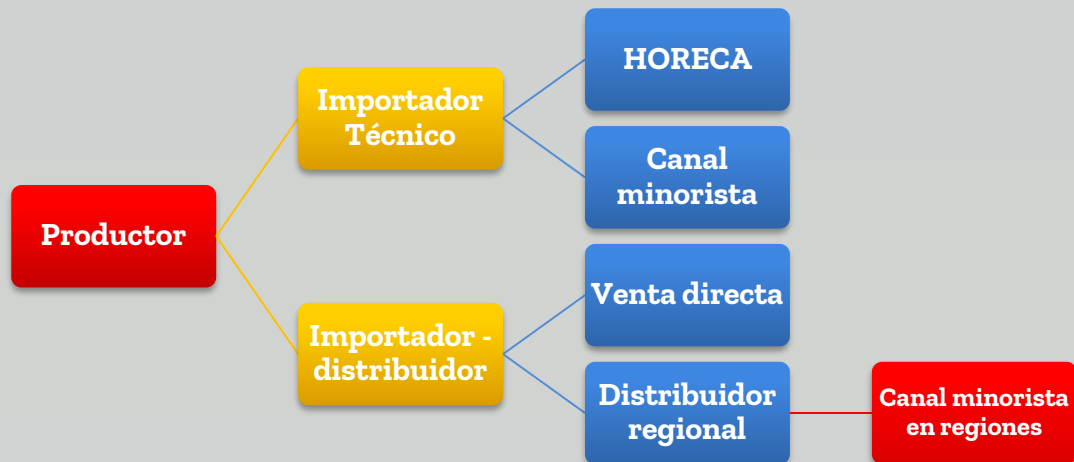 Productor
Importador
Técnico
HORECA
Canal
minorista
Importador -
distribuidor
Venta directa
Distribuidor
regional
Canal minorista
en regiones